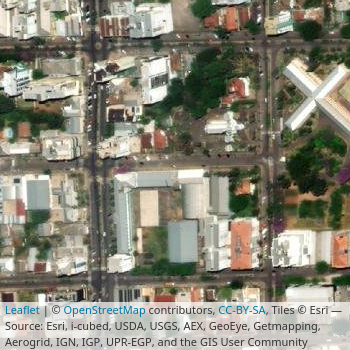 Leaflet | © OpenStreetMap contributors, CC-BY-SA, Tiles © Esri —
Source: Esri, i-cubed, USDA, USGS, AEX, GeoEye, Getmapping,
Aerogrid, IGN, IGP, UPR-EGP, and the GIS User Community